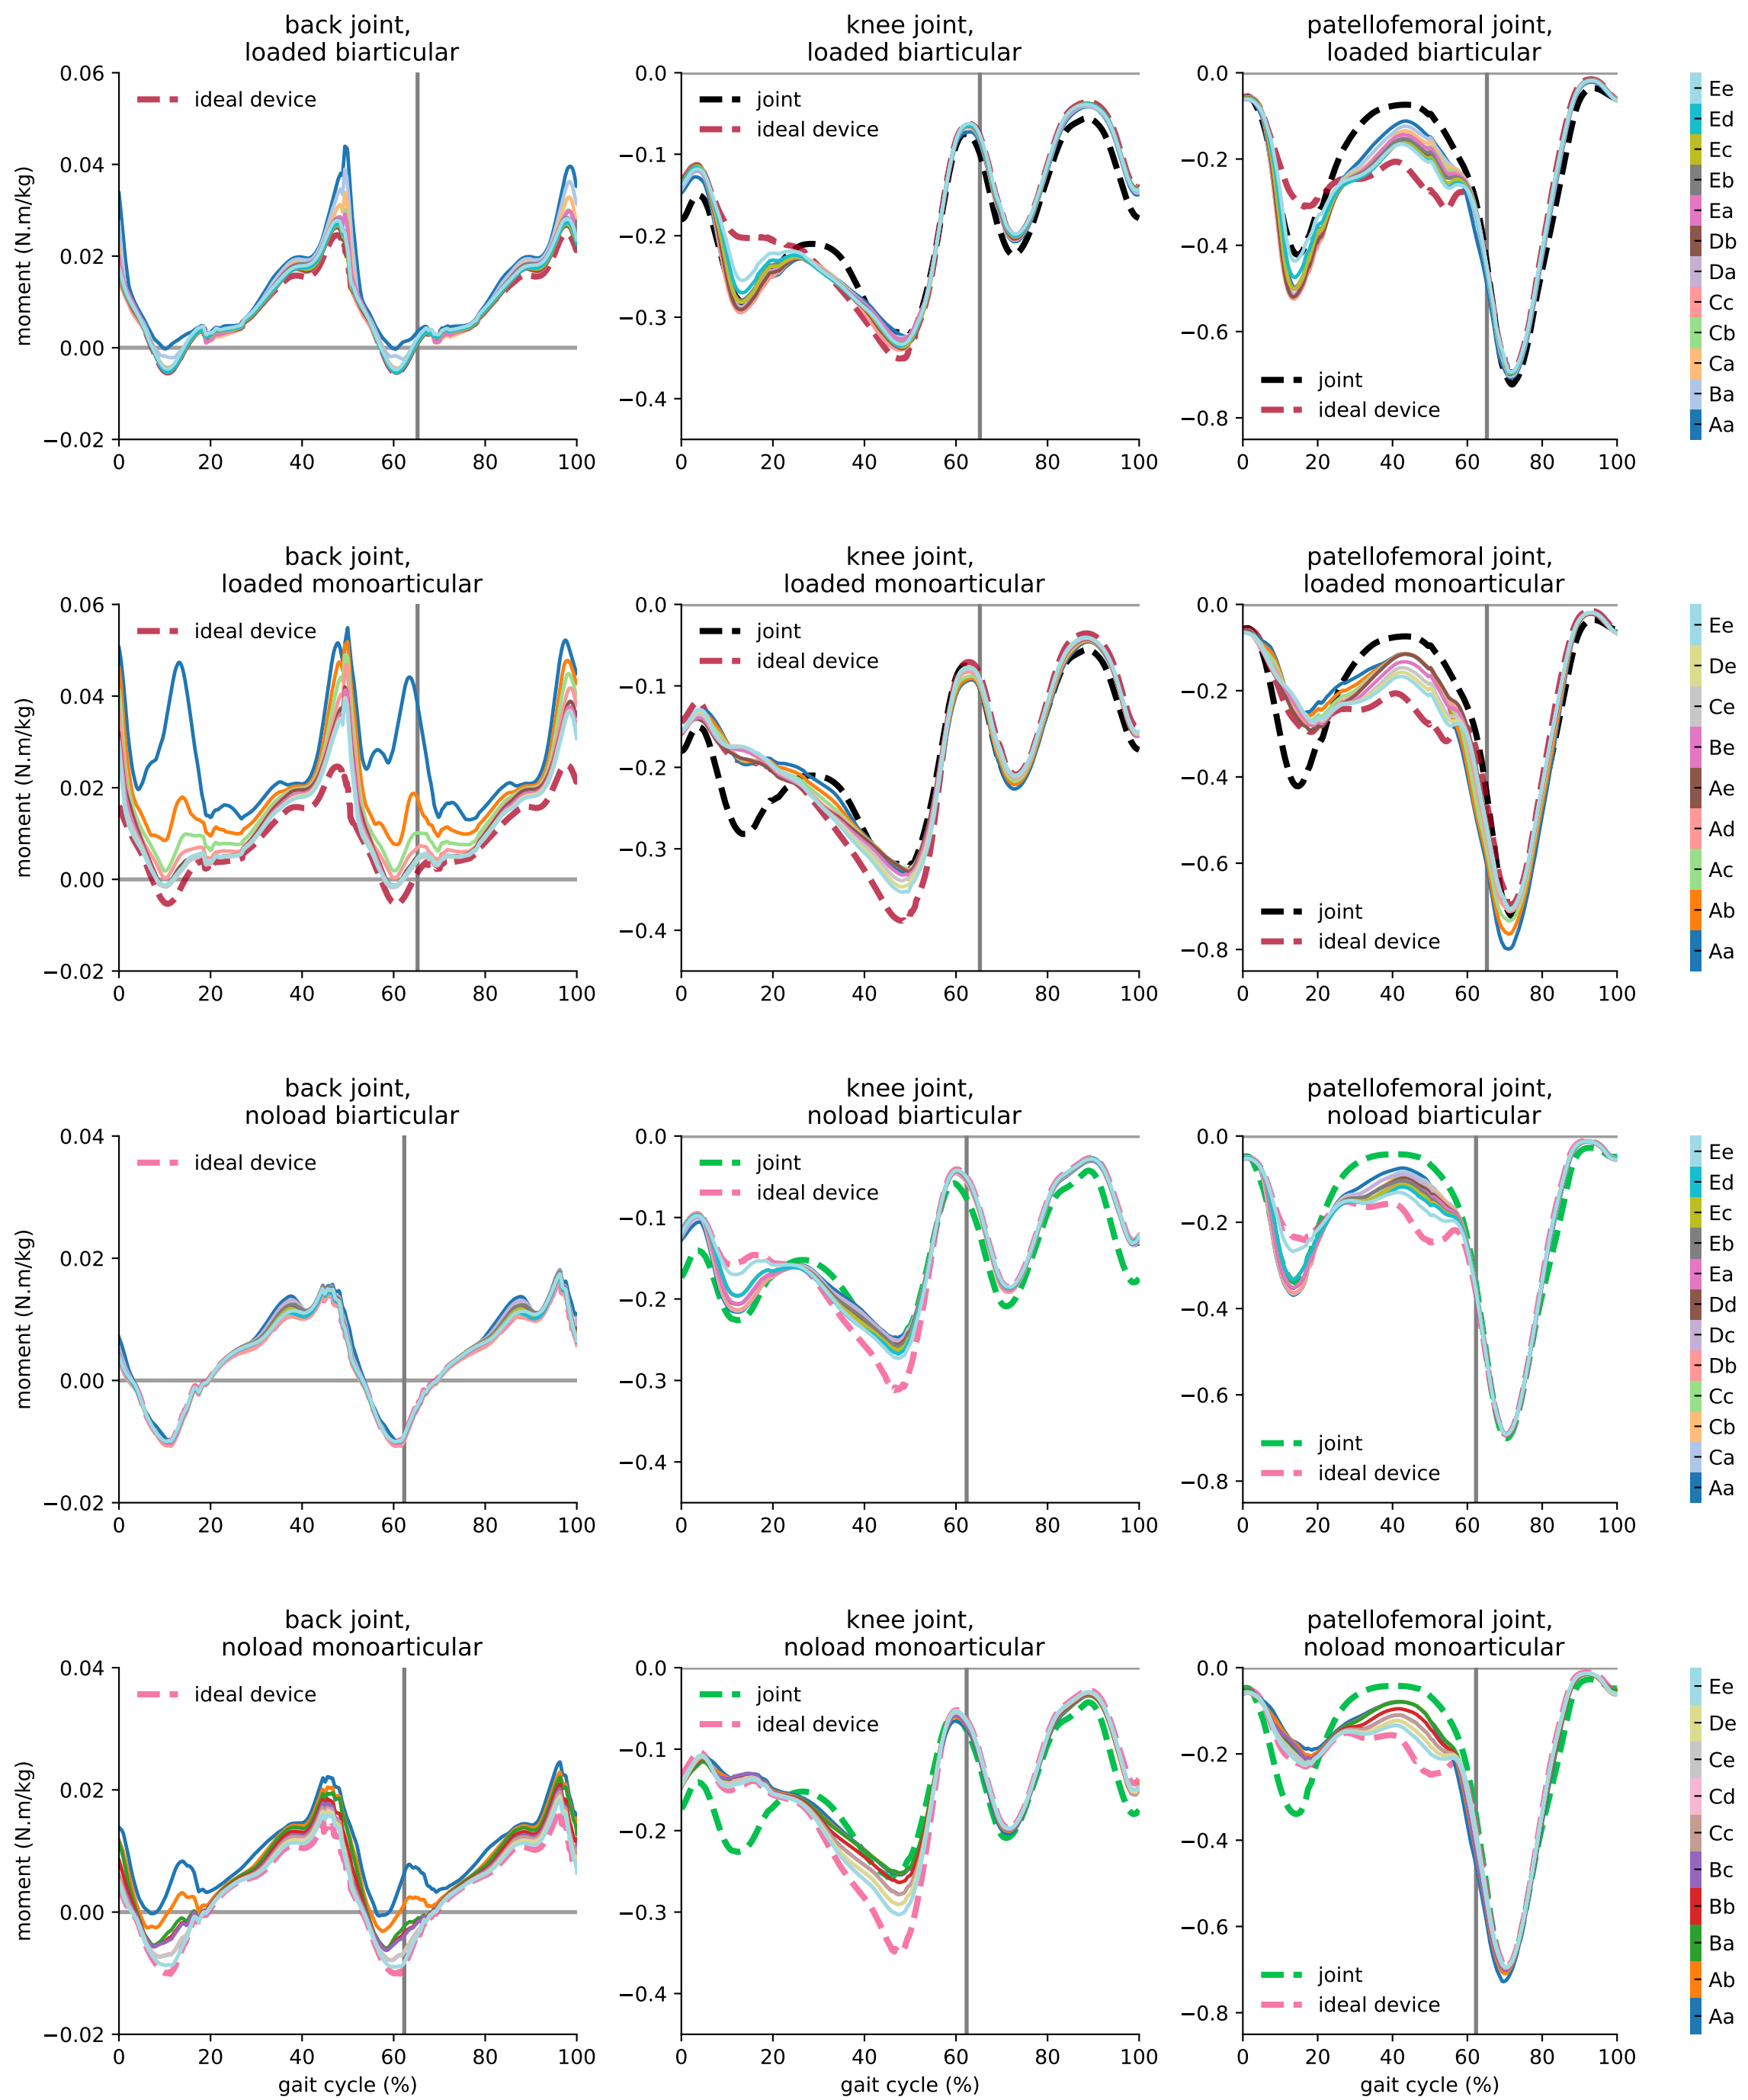 back joint,
loaded biarticular
knee joint,
loaded biarticular
patellofemoral joint,
loaded biarticular
moment (N.m/kg)
0.06
0.04
0.02
0.00
−0.02
ideal device
0 20 40 60 80 100
0.0
−0.1
−0.2
−0.3
−0.4
joint
ideal device
0 20 40 60 80 100
0.0
−0.2
−0.4
−0.6
−0.8
joint
ideal device
0 20 40 60 80 100
Ee
Ed
Ec
Eb
Ea
Db
Da
Cc
Cb
Ca
Ba
Aa
back joint,
loaded monoarticular
knee joint,
loaded monoarticular
patellofemoral joint,
loaded monoarticular
moment (N.m/kg)
0.06
0.04
0.02
0.00
−0.02
ideal device
0 20 40 60 80 100
0.0
−0.1
−0.2
−0.3
−0.4
joint
ideal device
0 20 40 60 80 100
0.0
−0.2
−0.4
−0.6
−0.8
joint
ideal device
0 20 40 60 80 100
Ee
De
Ce
Be
Ae
Ad
Ac
Ab
Aa
back joint,
noload biarticular
knee joint,
noload biarticular
patellofemoral joint,
noload biarticular
moment (N.m/kg)
0.04
0.02
0.00
−0.02
ideal device
0 20 40 60 80 100
0.0
−0.1
−0.2
−0.3
−0.4
joint
ideal device
0 20 40 60 80 100
0.0
−0.2
−0.4
−0.6
−0.8
joint
ideal device
0 20 40 60 80 100
Ee
Ed
Ec
Eb
Ea
Dd
Dc
Db
Cc
Cb
Ca
Aa
back joint,
noload monoarticular
knee joint,
noload monoarticular
patellofemoral joint,
noload monoarticular
moment (N.m/kg)
0.04
0.02
0.00
−0.02
ideal device
0 20 40 60 80 100
gait cycle (%)
0.0
−0.1
−0.2
−0.3
−0.4
joint
ideal device
0 20 40 60 80 100
gait cycle (%)
0.0
−0.2
−0.4
−0.6
−0.8
joint
ideal device
0 20 40 60 80 100
gait cycle (%)
Ee
De
Ce
Cd
Cc
Bc
Bb
Ba
Ab
Aa